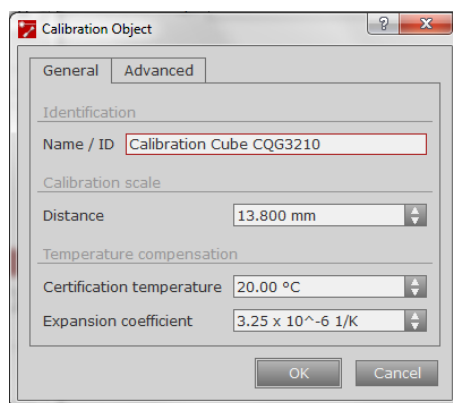 Calibration Object
General Advanced
Identification
Name / ID Calibration Cube CQG3210
Calibration scale
Distance 13.800 mm
Temperature compensation
Certification temperature 20.00 °C
Expansion coefficient 3.25 x 10^-6 1/K
OK Cancel